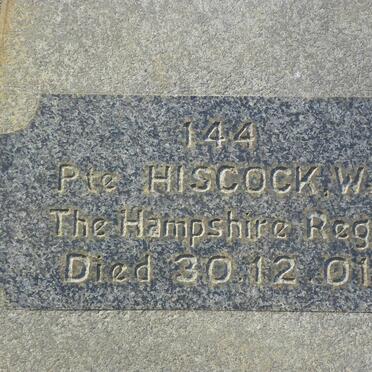 144
Pte HISCOCK, W.
The Hampshire Reg
Died 30.12.01